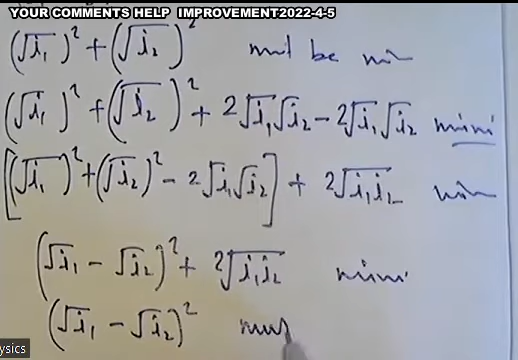 YOUR COMMENTS HELP IMPROVEMENT2022-4-5
(√i₁)² + (√i₂)² must be min
(√i₁)² + (√i₂)² + 2√i₁√i₂ - 2√i₁√i₂ mini
[(√i₁)² + (√i₂)² - 2√i₁√i₂] + 2√i₁i₂ min
(√i₁ - √i₂)² + 2√i₁i₂ mini
(√i₁ - √i₂)² mus
ysics